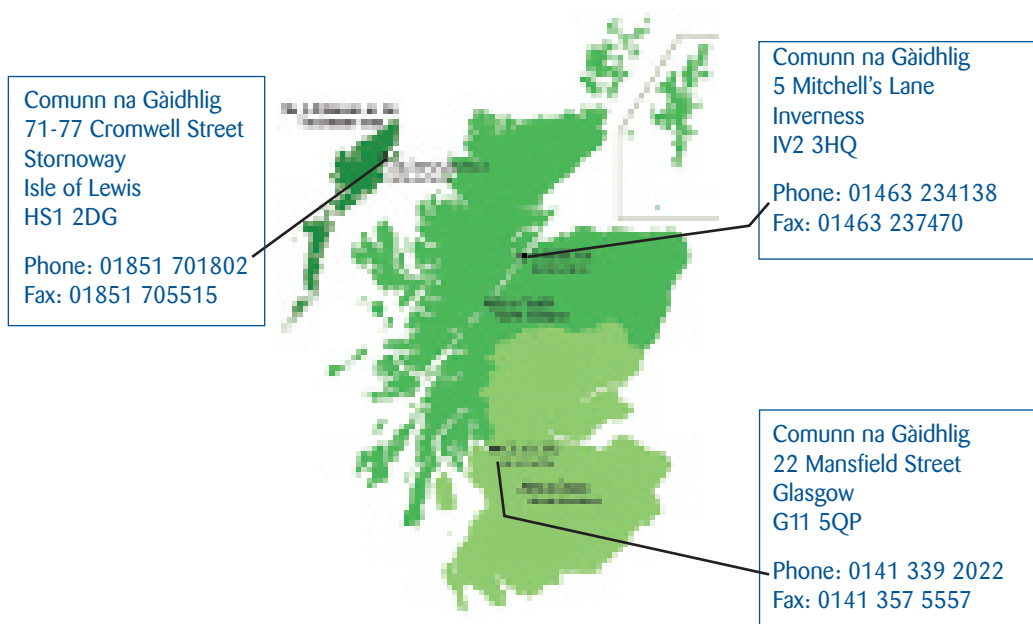 Comunn na Gàidhlig
71-77 Cromwell Street
Stornoway
Isle of Lewis
HS1 2DG
Phone: 01851 701802
Fax: 01851 705515
Comunn na Gàidhlig
5 Mitchell's Lane
Inverness
IV2 3HQ
Phone: 01463 234138
Fax: 01463 237470
Comunn na Gàidhlig
22 Mansfield Street
Glasgow
G11 5QP
Phone: 0141 339 2022
Fax: 0141 357 5557